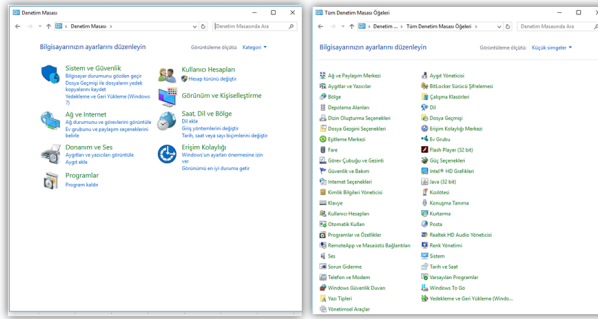 Denetim Masası
Denetim Masası
Denetim Masasında Ara
Bilgisayarınızın ayarlarını düzenleyin
Görüntüleme ölçütü: Kategori
Sistem ve Güvenlik
Bilgisayar durumunu gözden geçir
Dosya Geçmişi ile dosyaların yedek
kopyalarını kaydet
Yedekleme ve Geri Yükleme (Windows
7)
Ağ ve Internet
Ağ durumunu ve görevlerini görüntüle
Ev grubunu ve paylaşım seçeneklerini
belirle
Donanım ve Ses
Aygıtları ve yazıcıları görüntüle
Aygıt ekle
Programlar
Program kaldır
Kullanıcı Hesapları
Hesap türünü değiştir
Görünüm ve Kişiselleştirme
Saat, Dil ve Bölge
Dil ekle
Giriş yöntemlerini değiştir
Tarih, saat veya sayı biçimlerini değiştir
Erişim Kolaylığı
Windows'un ayarları önermesine izin
ver
Görünümü en iyi duruma getir
Tüm Denetim Masası Öğeleri
Denetim ... Tüm Denetim Masası Öğeleri
Denetim Masasında Ara
Bilgisayarınızın ayarlarını düzenleyin
Görüntüleme ölçütü: Küçük simgeler
Ağ ve Paylaşım Merkezi
Aygıtlar ve Yazıcılar
Bölge
Depolama Alanları
Dizin Oluşturma Seçenekleri
Dosya Gezgini Seçenekleri
Eşitleme Merkezi
Fare
Görev Çubuğu ve Gezinti
Güvenlik ve Bakım
Internet Seçenekleri
Kimlik Bilgileri Yöneticisi
Klavye
Kullanıcı Hesapları
Otomatik Kullan
Programlar ve Özellikler
RemoteApp ve Masaüstü Bağlantıları
Ses
Sorun Giderme
Telefon ve Modem
Windows Güvenlik Duvarı
Yazı Tipleri
Yönetimsel Araçlar
Aygıt Yöneticisi
BitLocker Sürücü Şifrelemesi
Çalışma Klasörleri
Dil
Dosya Geçmişi
Erişim Kolaylığı Merkezi
Ev Grubu
Flash Player (32 bit)
Güç Seçenekleri
Intel® HD Grafikleri
Java (32 bit)
Kızılötesi
Konuşma Tanıma
Kurtarma
Posta
Realtek HD Audio Yöneticisi
Renk Yönetimi
Sistem
Tarih ve Saat
Varsayılan Programlar
Windows To Go
Yedekleme ve Geri Yükleme (Windo...